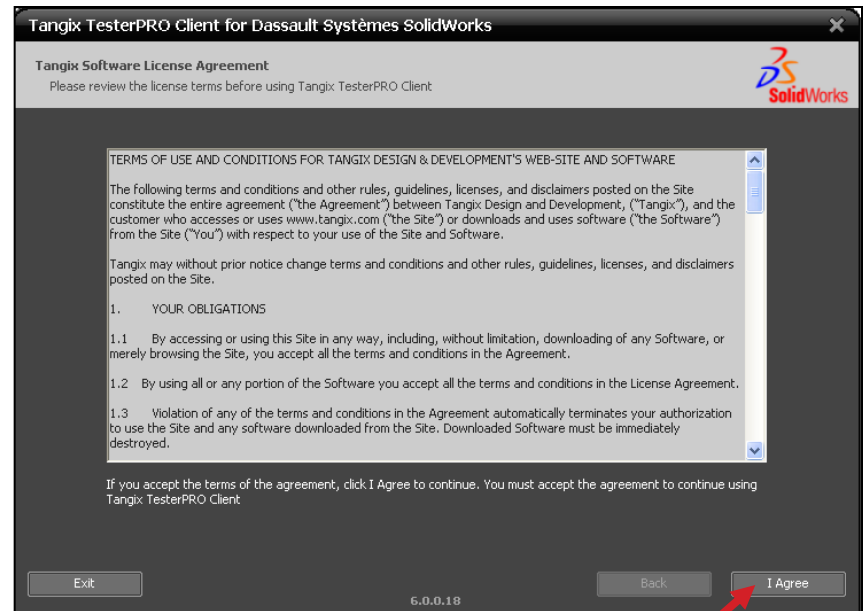 Tangix TesterPRO Client for Dassault Systèmes SolidWorks
Tangix Software License Agreement
Please review the license terms before using Tangix TesterPRO Client
SolidWorks
TERMS OF USE AND CONDITIONS FOR TANGIX DESIGN & DEVELOPMENT'S WEB-SITE AND SOFTWARE
The following terms and conditions and other rules, guidelines, licenses, and disclaimers posted on the Site
constitute the entire agreement ("the Agreement") between Tangix Design and Development, ("Tangix"), and the
customer who accesses or uses www.tangix.com ("the Site") or downloads and uses software ("the Software")
from the Site ("You") with respect to your use of the Site and Software.
Tangix may without prior notice change terms and conditions and other rules, guidelines, licenses, and disclaimers
posted on the Site.
1. YOUR OBLIGATIONS
1.1 By accessing or using this Site in any way, including, without limitation, downloading of any Software, or
merely browsing the Site, you accept all the terms and conditions in the Agreement.
1.2 By using all or any portion of the Software you accept all the terms and conditions in the License Agreement.
1.3 Violation of any of the terms and conditions in the Agreement automatically terminates your authorization
to use the Site and any software downloaded from the Site. Downloaded Software must be immediately
destroyed.
If you accept the terms of the agreement, click I Agree to continue. You must accept the agreement to continue using
Tangix TesterPRO Client
Exit
6.0.0.18
Back
I Agree